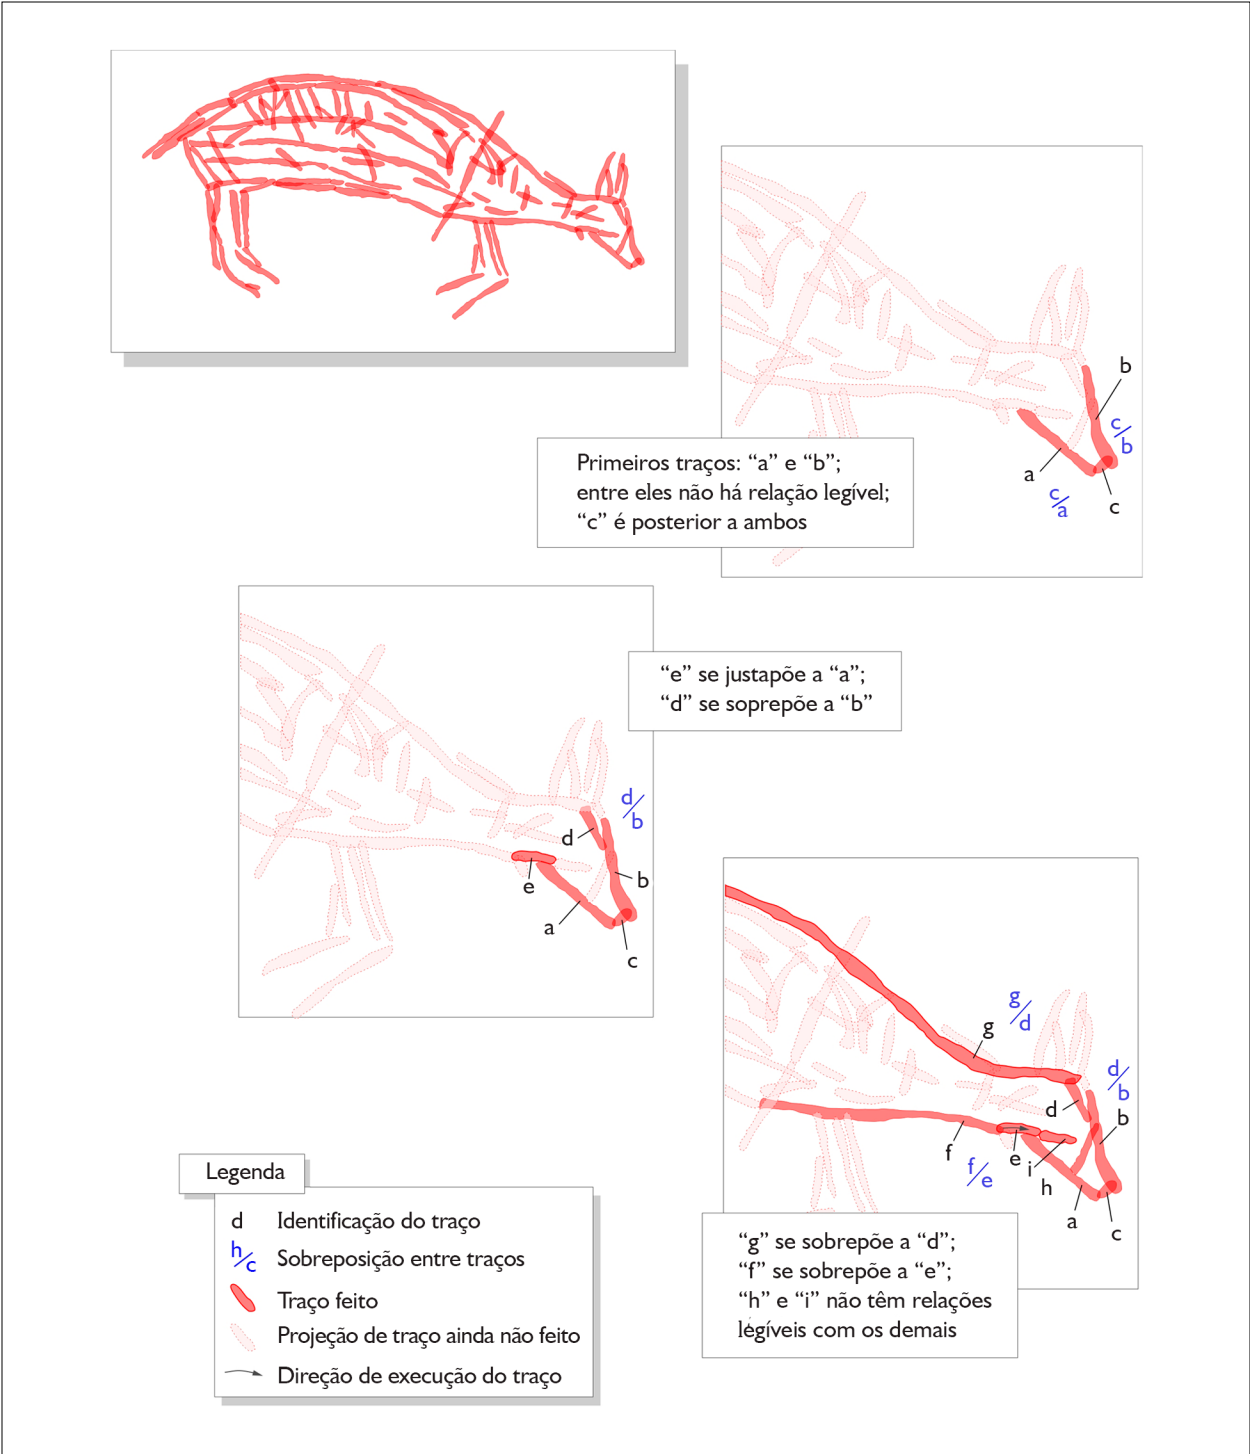 b
c/b
a
c/a
c
Primeiros traços: “a” e “b”;
entre eles não há relação legível;
“c” é posterior a ambos
“e” se justapõe a “a”;
“d” se soprepõe a “b”
d/b
d
e
b
a
c
g/d
g
d/b
d
b
f
f/e
e
i
h
a
c
“g” se sobrepõe a “d”;
“f” se sobrepõe a “e”;
“h” e “i” não têm relações
legíveis com os demais
Legenda
d Identificação do traço
h/c Sobreposição entre traços
Traço feito
Projeção de traço ainda não feito
Direção de execução do traço